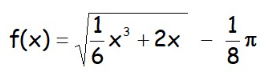 f(x) = √(1/6 x³ + 2x) - 1/8 π